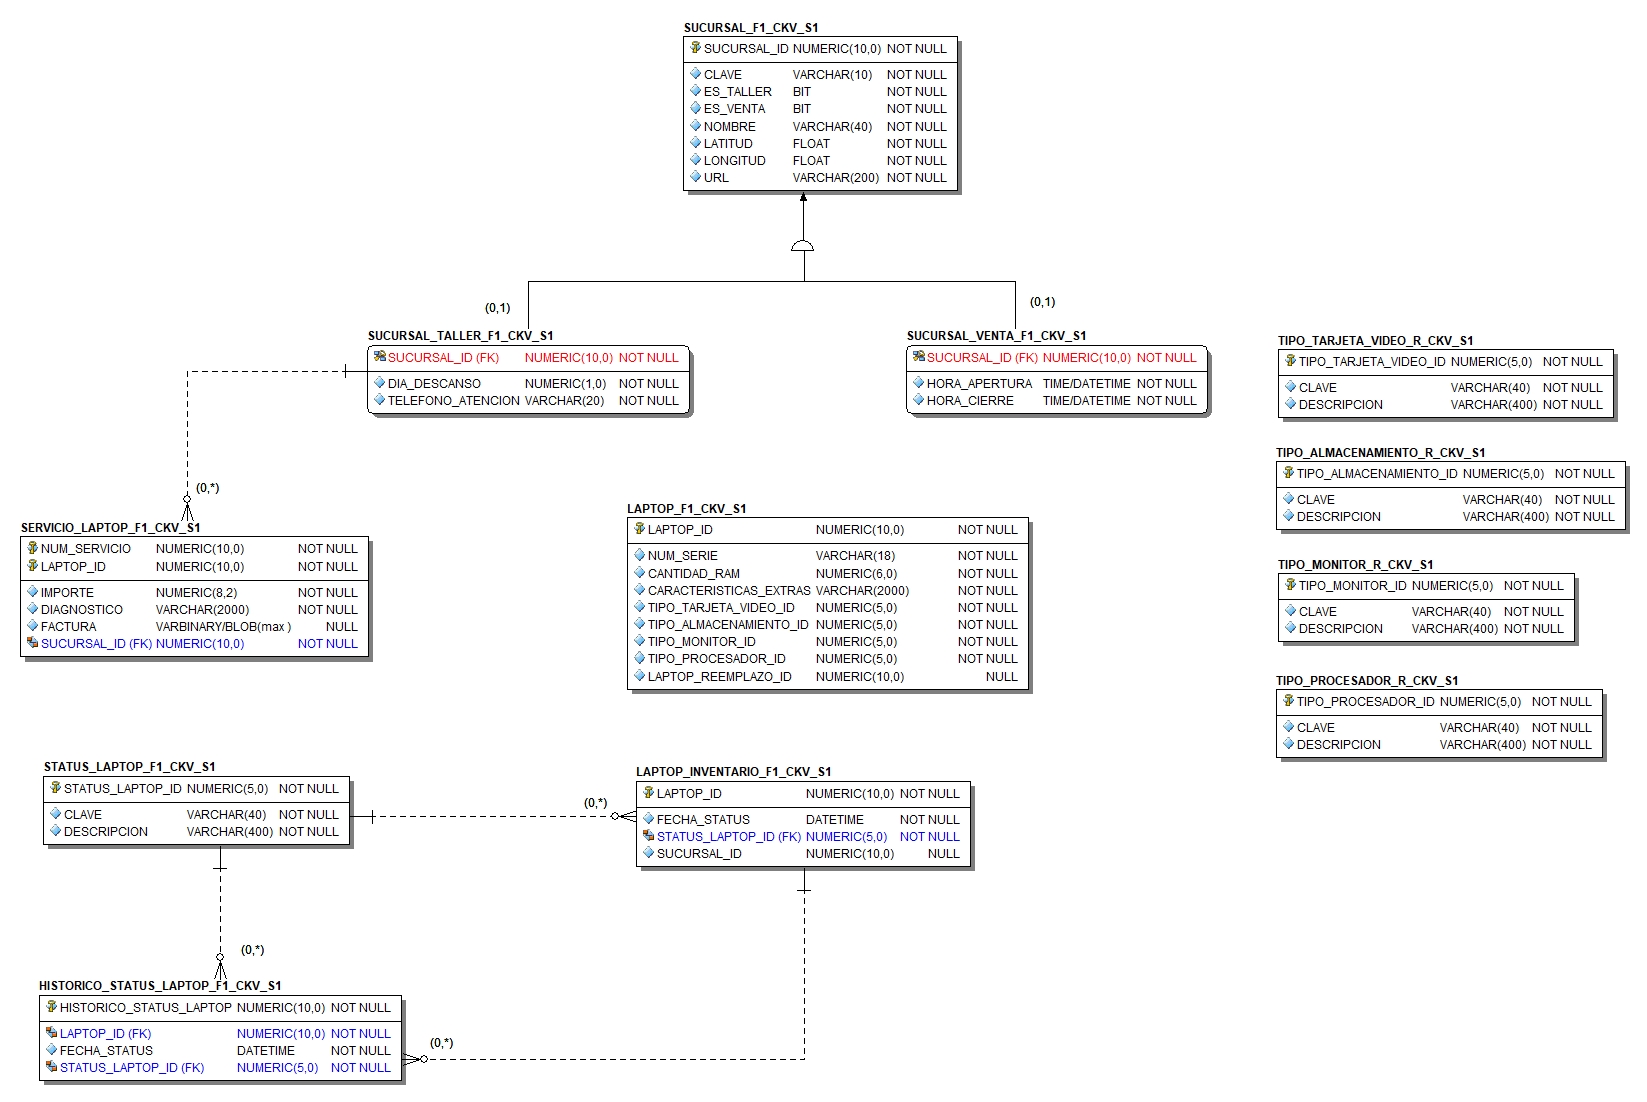 SUCURSAL_F1_CKV_S1
SUCURSAL_ID NUMERIC(10,0) NOT NULL
CLAVE VARCHAR(10) NOT NULL
ES_TALLER BIT NOT NULL
ES_VENTA BIT NOT NULL
NOMBRE VARCHAR(40) NOT NULL
LATITUD FLOAT NOT NULL
LONGITUD FLOAT NOT NULL
URL VARCHAR(200) NOT NULL
(0,1)
(0,1)
SUCURSAL_TALLER_F1_CKV_S1
SUCURSAL_ID (FK) NUMERIC(10,0) NOT NULL
DIA_DESCANSO NUMERIC(1,0) NOT NULL
TELEFONO_ATENCION VARCHAR(20) NOT NULL
SUCURSAL_VENTA_F1_CKV_S1
SUCURSAL_ID (FK) NUMERIC(10,0) NOT NULL
HORA_APERTURA TIME/DATETIME NOT NULL
HORA_CIERRE TIME/DATETIME NOT NULL
TIPO_TARJETA_VIDEO_R_CKV_S1
TIPO_TARJETA_VIDEO_ID NUMERIC(5,0) NOT NULL
CLAVE VARCHAR(40) NOT NULL
DESCRIPCION VARCHAR(400) NOT NULL
TIPO_ALMACENAMIENTO_R_CKV_S1
TIPO_ALMACENAMIENTO_ID NUMERIC(5,0) NOT NULL
CLAVE VARCHAR(40) NOT NULL
DESCRIPCION VARCHAR(400) NOT NULL
(0,*)
SERVICIO_LAPTOP_F1_CKV_S1
NUM_SERVICIO NUMERIC(10,0) NOT NULL
LAPTOP_ID NUMERIC(10,0) NOT NULL
IMPORTE NUMERIC(8,2) NOT NULL
DIAGNOSTICO VARCHAR(2000) NOT NULL
FACTURA VARBINARY/BLOB(max ) NULL
SUCURSAL_ID (FK) NUMERIC(10,0) NOT NULL
LAPTOP_F1_CKV_S1
LAPTOP_ID NUMERIC(10,0) NOT NULL
NUM_SERIE VARCHAR(18) NOT NULL
CANTIDAD_RAM NUMERIC(6,0) NOT NULL
CARACTERISTICAS_EXTRAS VARCHAR(2000) NOT NULL
TIPO_TARJETA_VIDEO_ID NUMERIC(5,0) NOT NULL
TIPO_ALMACENAMIENTO_ID NUMERIC(5,0) NOT NULL
TIPO_MONITOR_ID NUMERIC(5,0) NOT NULL
TIPO_PROCESADOR_ID NUMERIC(5,0) NOT NULL
LAPTOP_REEMPLAZO_ID NUMERIC(10,0) NULL
TIPO_MONITOR_R_CKV_S1
TIPO_MONITOR_ID NUMERIC(5,0) NOT NULL
CLAVE VARCHAR(40) NOT NULL
DESCRIPCION VARCHAR(400) NOT NULL
TIPO_PROCESADOR_R_CKV_S1
TIPO_PROCESADOR_ID NUMERIC(5,0) NOT NULL
CLAVE VARCHAR(40) NOT NULL
DESCRIPCION VARCHAR(400) NOT NULL
STATUS_LAPTOP_F1_CKV_S1
STATUS_LAPTOP_ID NUMERIC(5,0) NOT NULL
CLAVE VARCHAR(40) NOT NULL
DESCRIPCION VARCHAR(400) NOT NULL
(0,*)
LAPTOP_INVENTARIO_F1_CKV_S1
LAPTOP_ID NUMERIC(10,0) NOT NULL
FECHA_STATUS DATETIME NOT NULL
STATUS_LAPTOP_ID (FK) NUMERIC(5,0) NOT NULL
SUCURSAL_ID NUMERIC(10,0) NULL
(0,*)
HISTORICO_STATUS_LAPTOP_F1_CKV_S1
HISTORICO_STATUS_LAPTOP NUMERIC(10,0) NOT NULL
LAPTOP_ID (FK) NUMERIC(10,0) NOT NULL
FECHA_STATUS DATETIME NOT NULL
STATUS_LAPTOP_ID (FK) NUMERIC(5,0) NOT NULL
(0,*)